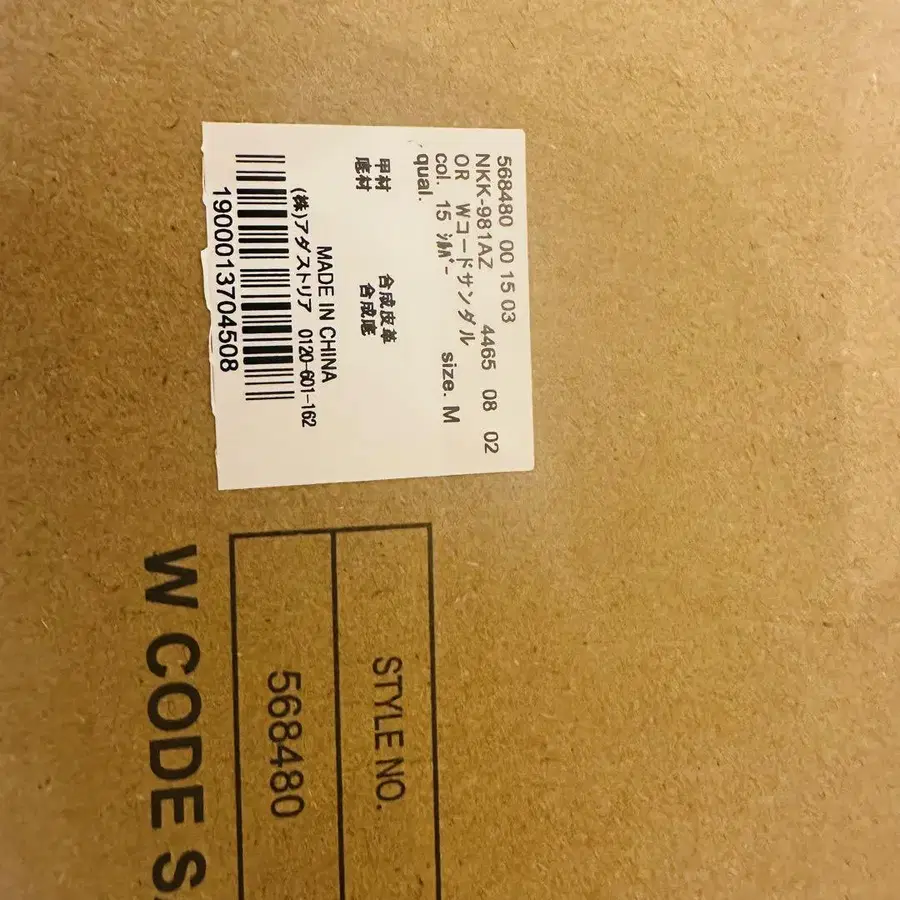 568480 00 15 03
NKK-981AZ 4465 08 02
OR Wコードサンダル
col. 15 ｼﾙﾊﾞｰ size. M
qual.
甲材 合成皮革
底材 合成底
MADE IN CHINA
(株)アダストリア 0120-601-162
1900013704508
STYLE NO.
568480
W CODE S